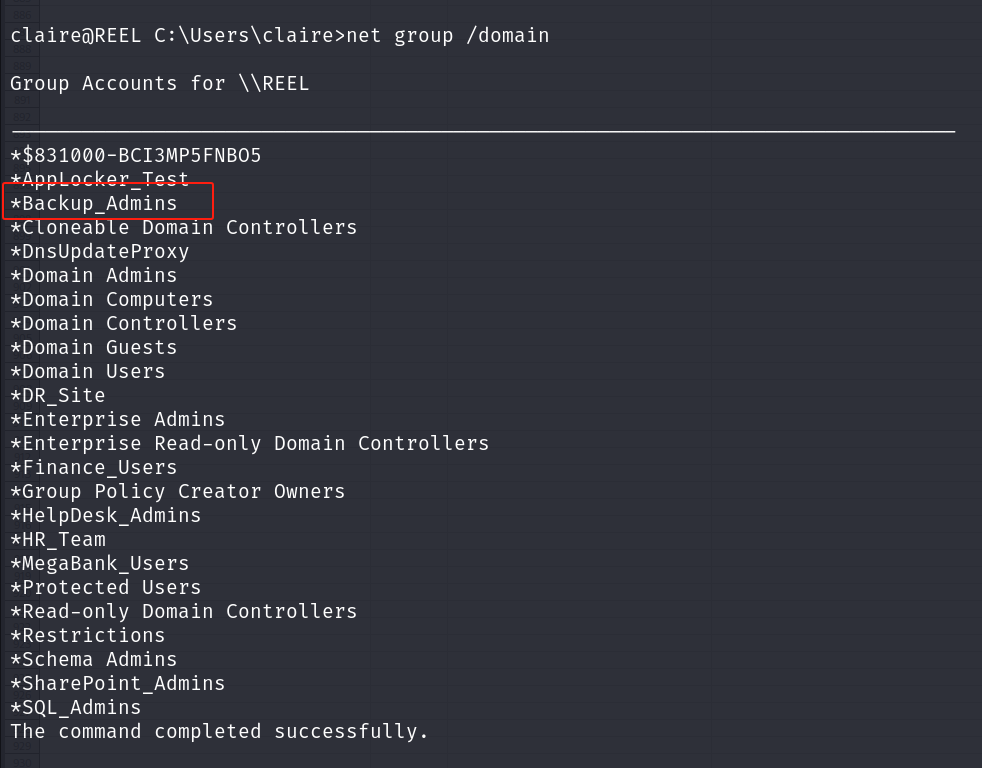 claire@REEL C:\Users\claire>net group /domain
Group Accounts for \\REEL
*$831000-BCI3MP5FNBO5
*AppLocker_Test
*Backup_Admins
*Cloneable Domain Controllers
*DnsUpdateProxy
*Domain Admins
*Domain Computers
*Domain Controllers
*Domain Guests
*Domain Users
*DR_Site
*Enterprise Admins
*Enterprise Read-only Domain Controllers
*Finance_Users
*Group Policy Creator Owners
*HelpDesk_Admins
*HR_Team
*MegaBank_Users
*Protected Users
*Read-only Domain Controllers
*Restrictions
*Schema Admins
*SharePoint_Admins
*SQL_Admins
The command completed successfully.